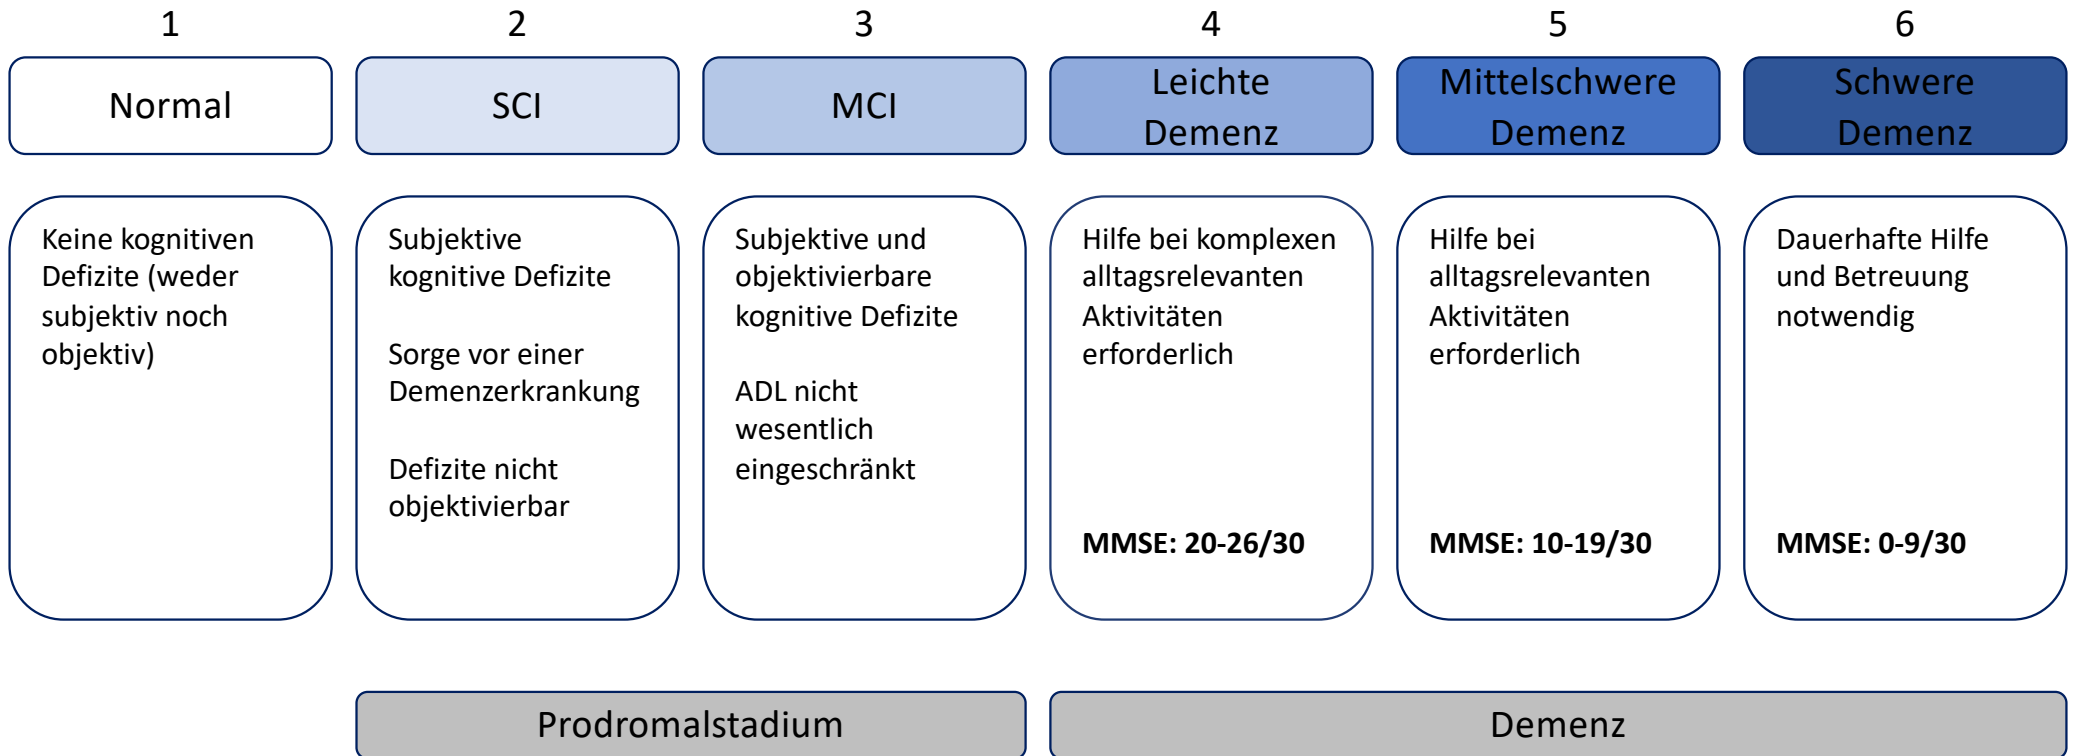 1
2
3
4
5
6
Normal
SCI
MCI
Leichte
Demenz
Mittelschwere
Demenz
Schwere
Demenz
Keine kognitiven
Defizite (weder
subjektiv noch
objektiv)
Subjektive
kognitive Defizite
Sorge vor einer
Demenzerkrankung
Defizite nicht
objektivierbar
Subjektive und
objektivierbare
kognitive Defizite
ADL nicht
wesentlich
eingeschränkt
Hilfe bei komplexen
alltagsrelevanten
Aktivitäten
erforderlich
MMSE: 20-26/30
Hilfe bei
alltagsrelevanten
Aktivitäten
erforderlich
MMSE: 10-19/30
Dauerhafte Hilfe
und Betreuung
notwendig
MMSE: 0-9/30
Prodromalstadium
Demenz